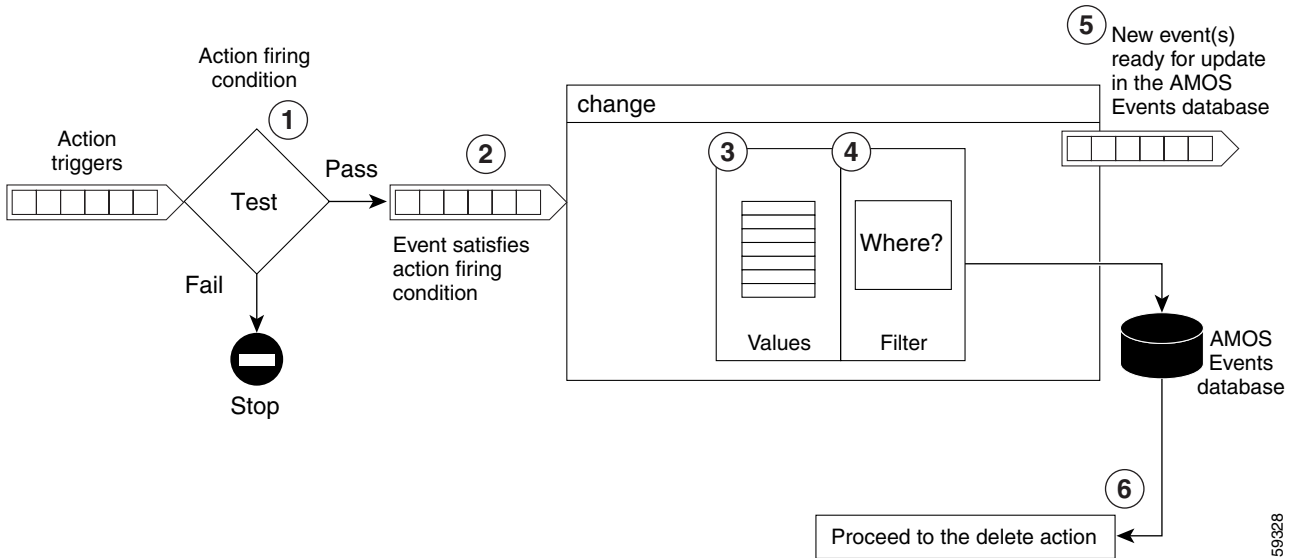 5
New event(s)
ready for update
in the AMOS
Events database
Action firing
condition
1
change
Action
triggers
2
3
4
Pass
Test
Where?
Event satisfies
action firing
condition
Fail
Values
Filter
AMOS
Events
database
Stop
6
Proceed to the delete action
59328